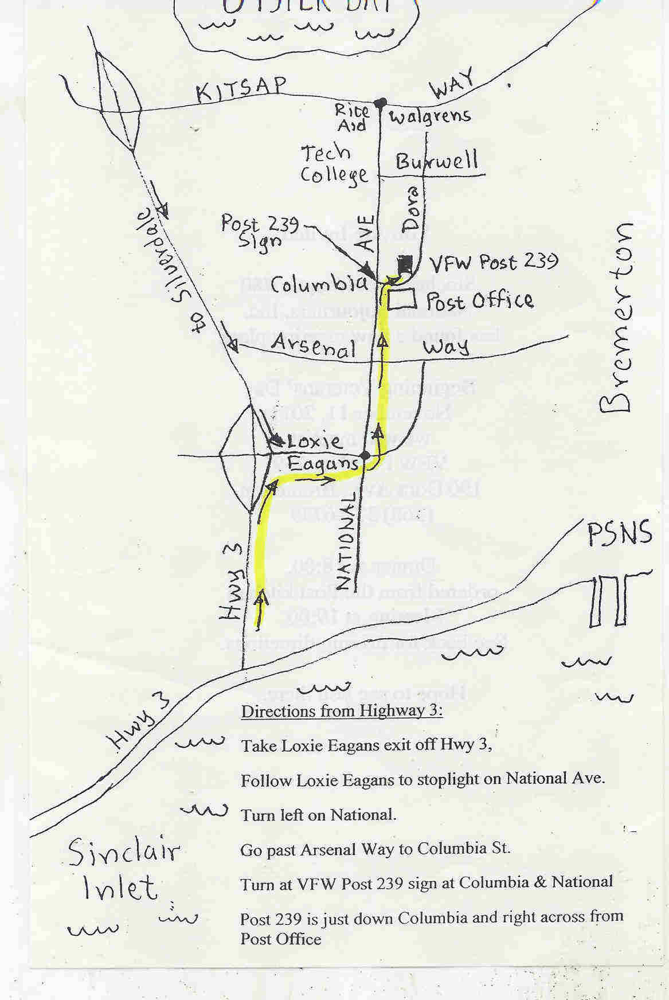 OYSTER BAY
KITSAP WAY
Rite
Aid
Walgrens
Tech
College
Burwell
Dora
AVE
Post 239
Sign
to Silverdale
VFW Post 239
Columbia
Post Office
Arsenal Way
Bremerton
Loxie
Eagans
NATIONAL
Hwy 3
PSNS
Hwy 3
Directions from Highway 3:
Take Loxie Eagans exit off Hwy 3,
Follow Loxie Eagans to stoplight on National Ave.
Turn left on National.
Go past Arsenal Way to Columbia St.
Turn at VFW Post 239 sign at Columbia & National
Post 239 is just down Columbia and right across from
Post Office
Sinclair
Inlet